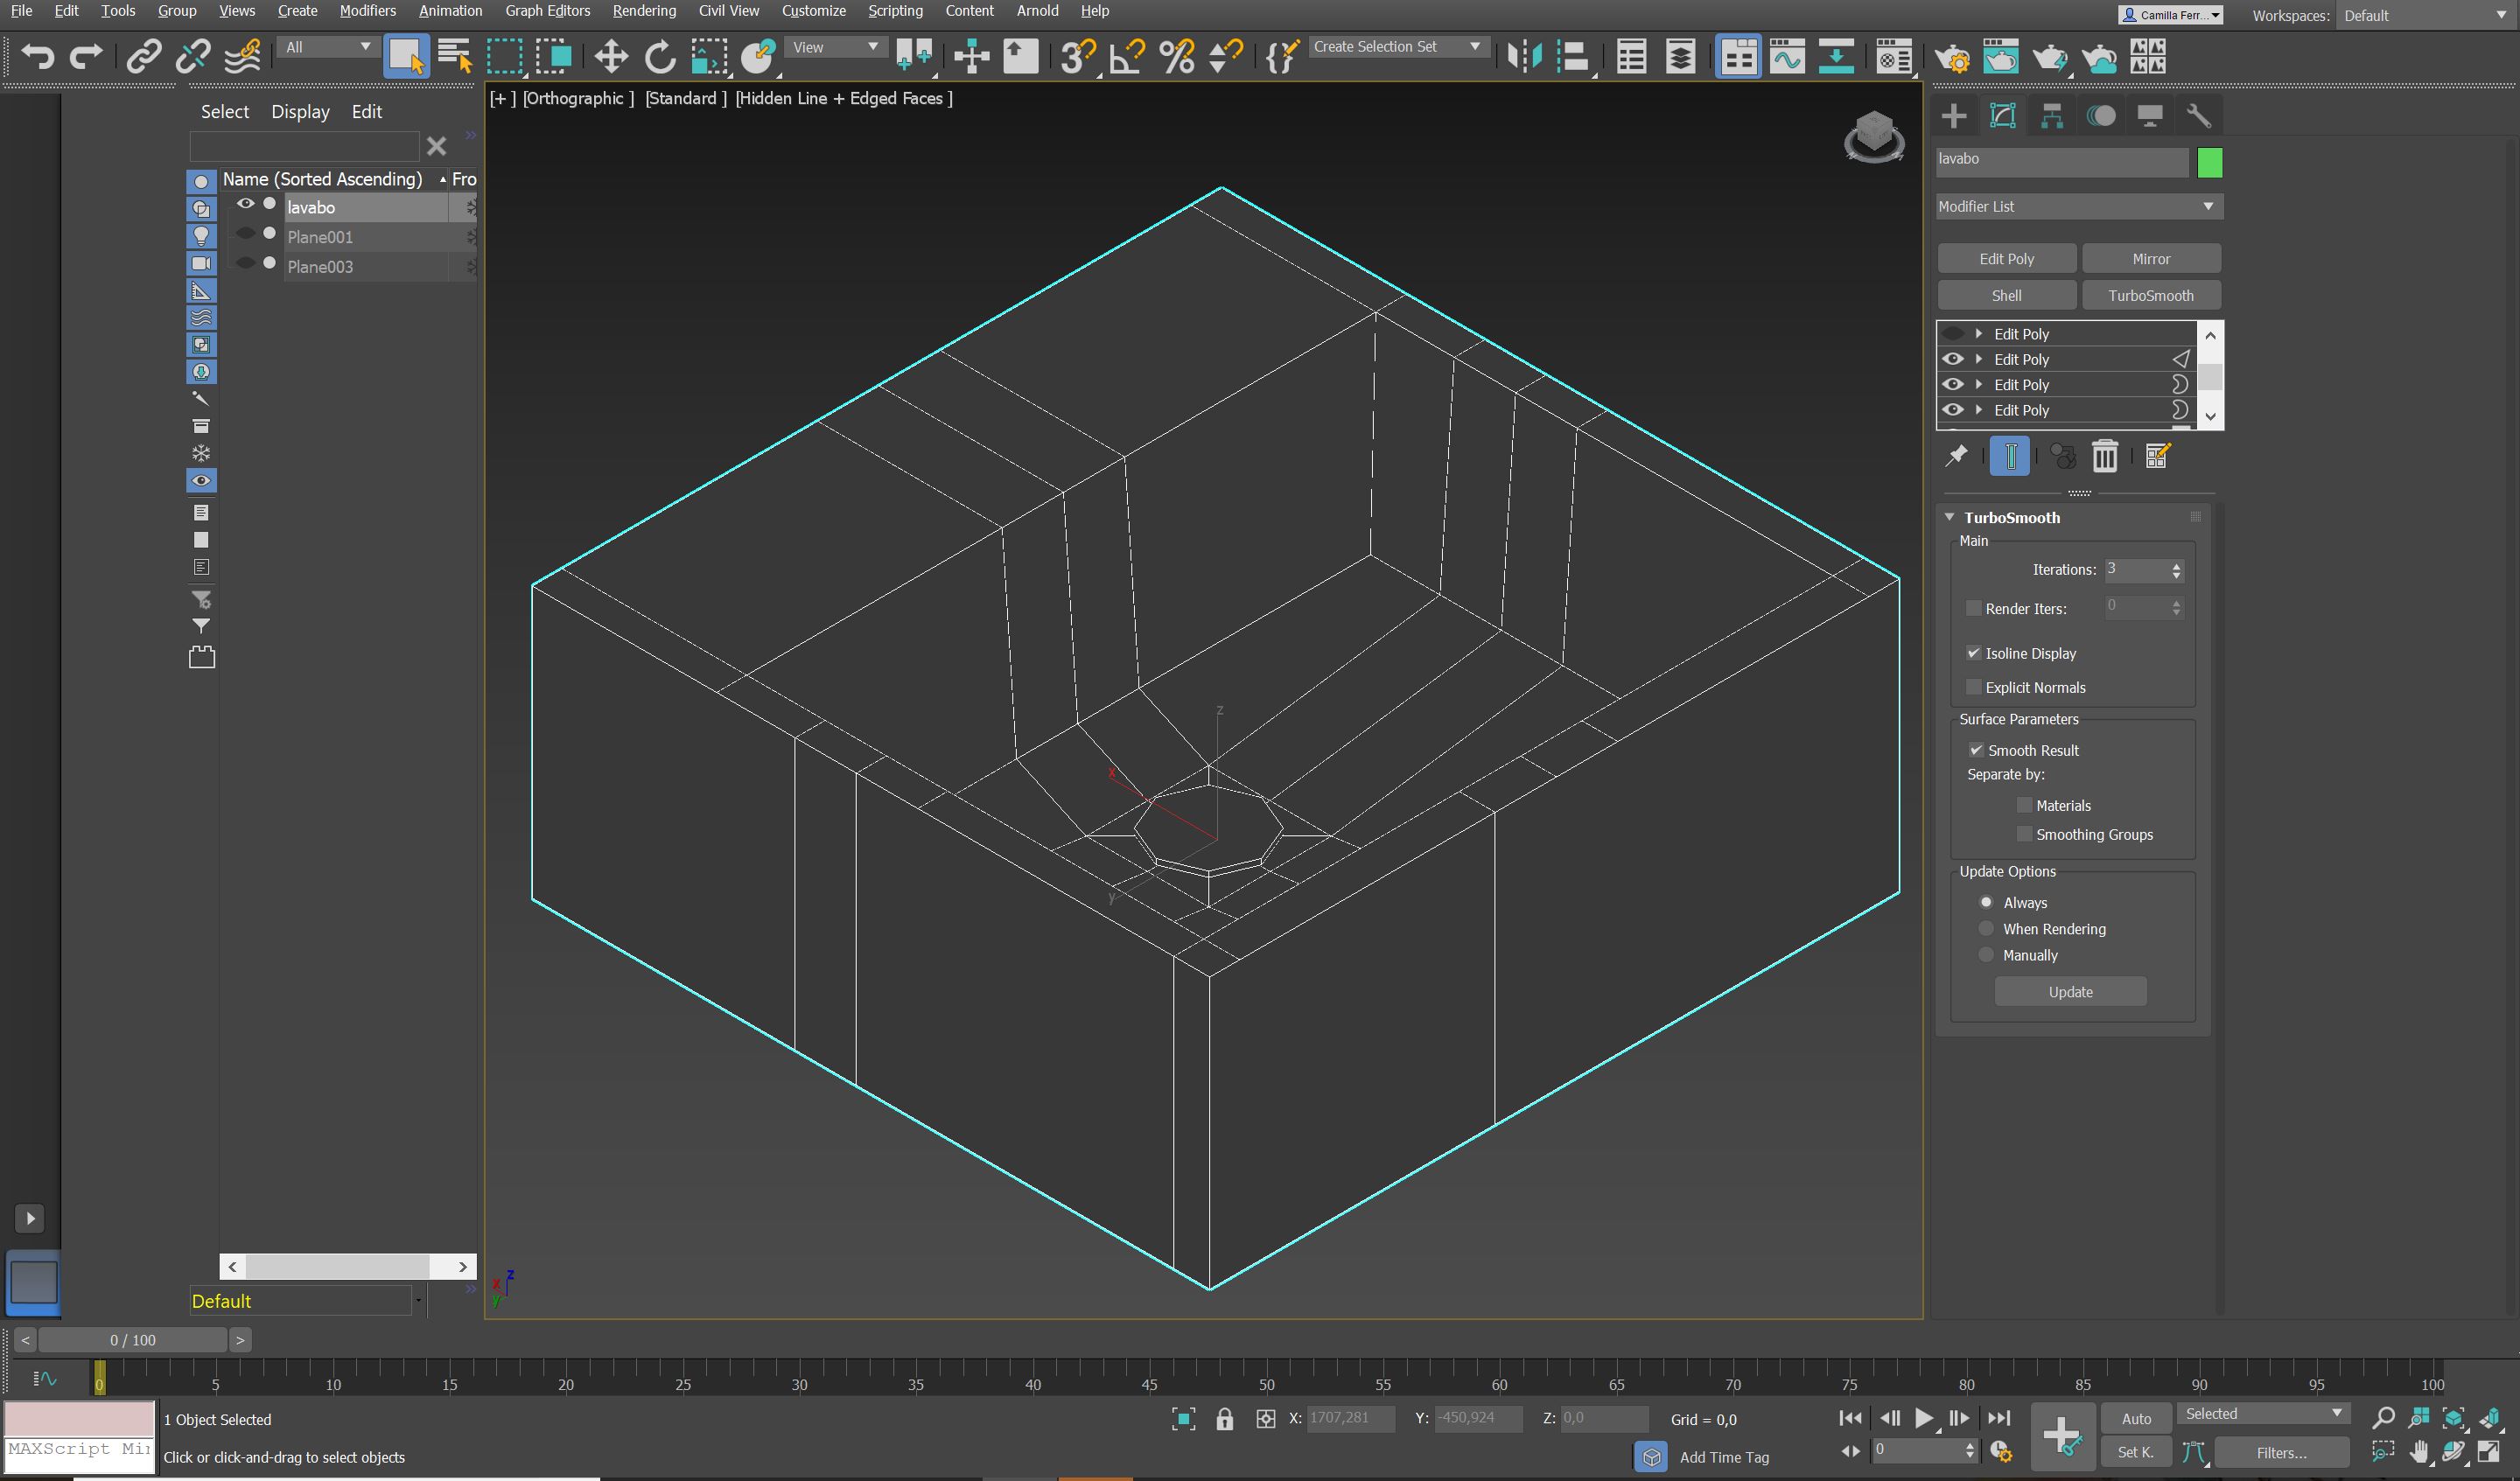 File Edit Tools Group Views Create Modifiers Animation Graph Editors Rendering Civil View Customize Scripting Content Arnold Help
Camilla Ferr...
Workspaces: Default
All
View
Create Selection Set
Select Display Edit
[+ ] [Orthographic ] [Standard ] [Hidden Line + Edged Faces ]
Name (Sorted Ascending) Fro
lavabo
Plane001
Plane003
lavabo
Modifier List
Edit Poly Mirror
Shell TurboSmooth
Edit Poly
Edit Poly
Edit Poly
Edit Poly
TurboSmooth
Main
Iterations: 3
Render Iters: 0
Isoline Display
Explicit Normals
Surface Parameters
Smooth Result
Separate by:
Materials
Smoothing Groups
Update Options
Always
When Rendering
Manually
Update
z
x
y
z
x
y
Default
< 0 / 100 >
0 5 10 15 20 25 30 35 40 45 50 55 60 65 70 75 80 85 90 95 100
1 Object Selected
X: 1707,281 Y: -450,924 Z: 0,0 Grid = 0,0
Auto Selected
MAXScript Mi
Click or click-and-drag to select objects
Add Time Tag
0
Set K. Filters...